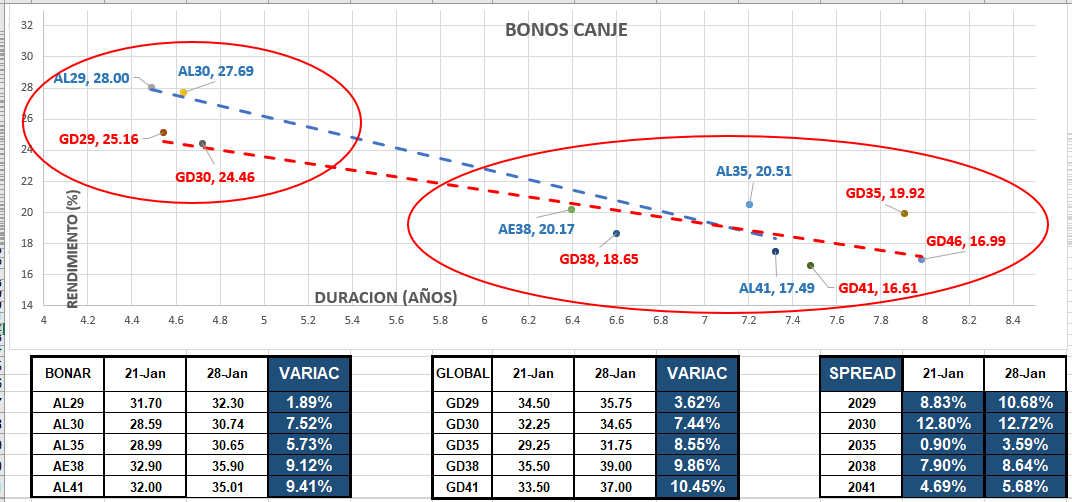 BONOS CANJE
32
30
28
26
24
22
20
18
16
14
RENDIMIENTO (%)
AL29, 28.00
AL30, 27.69
GD29, 25.16
GD30, 24.46
AL35, 20.51
GD35, 19.92
AE38, 20.17
GD38, 18.65
GD46, 16.99
AL41, 17.49
GD41, 16.61
DURACION (AÑOS)
4 4.2 4.4 4.6 4.8 5 5.2 5.4 5.6 5.8 6 6.2 6.4 6.6 6.8 7 7.2 7.4 7.6 7.8 8 8.2 8.4
BONAR 21-Jan 28-Jan VARIAC
AL29 31.70 32.30 1.89%
AL30 28.59 30.74 7.52%
AL35 28.99 30.65 5.73%
AE38 32.90 35.90 9.12%
AL41 32.00 35.01 9.41%
GLOBAL 21-Jan 28-Jan VARIAC
GD29 34.50 35.75 3.62%
GD30 32.25 34.65 7.44%
GD35 29.25 31.75 8.55%
GD38 35.50 39.00 9.86%
GD41 33.50 37.00 10.45%
SPREAD 21-Jan 28-Jan
2029 8.83% 10.68%
2030 12.80% 12.72%
2035 0.90% 3.59%
2038 7.90% 8.64%
2041 4.69% 5.68%